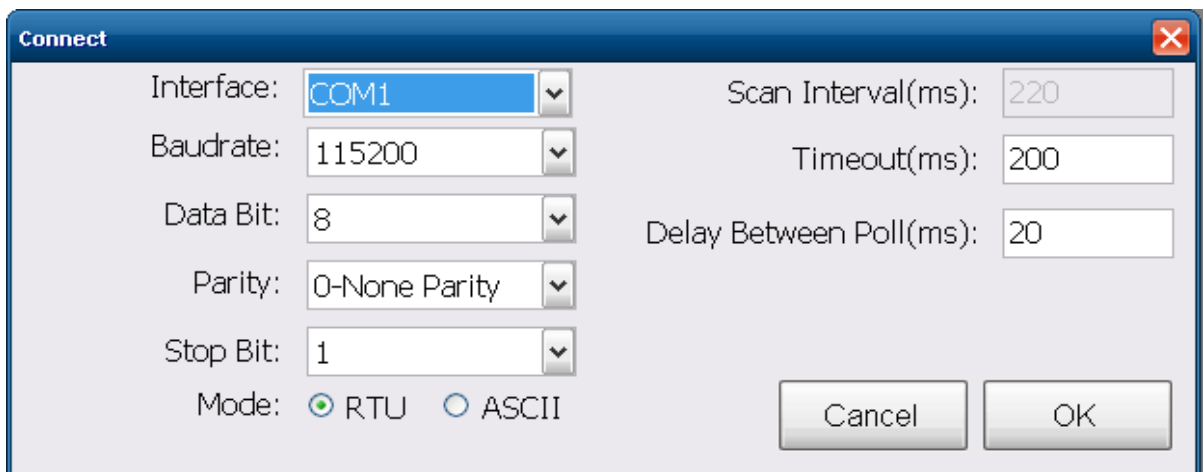 Connect
Interface: COM1
Scan Interval(ms): 220
Baudrate: 115200
Timeout(ms): 200
Data Bit: 8
Delay Between Poll(ms): 20
Parity: 0-None Parity
Stop Bit: 1
Mode: RTU ASCII
Cancel OK